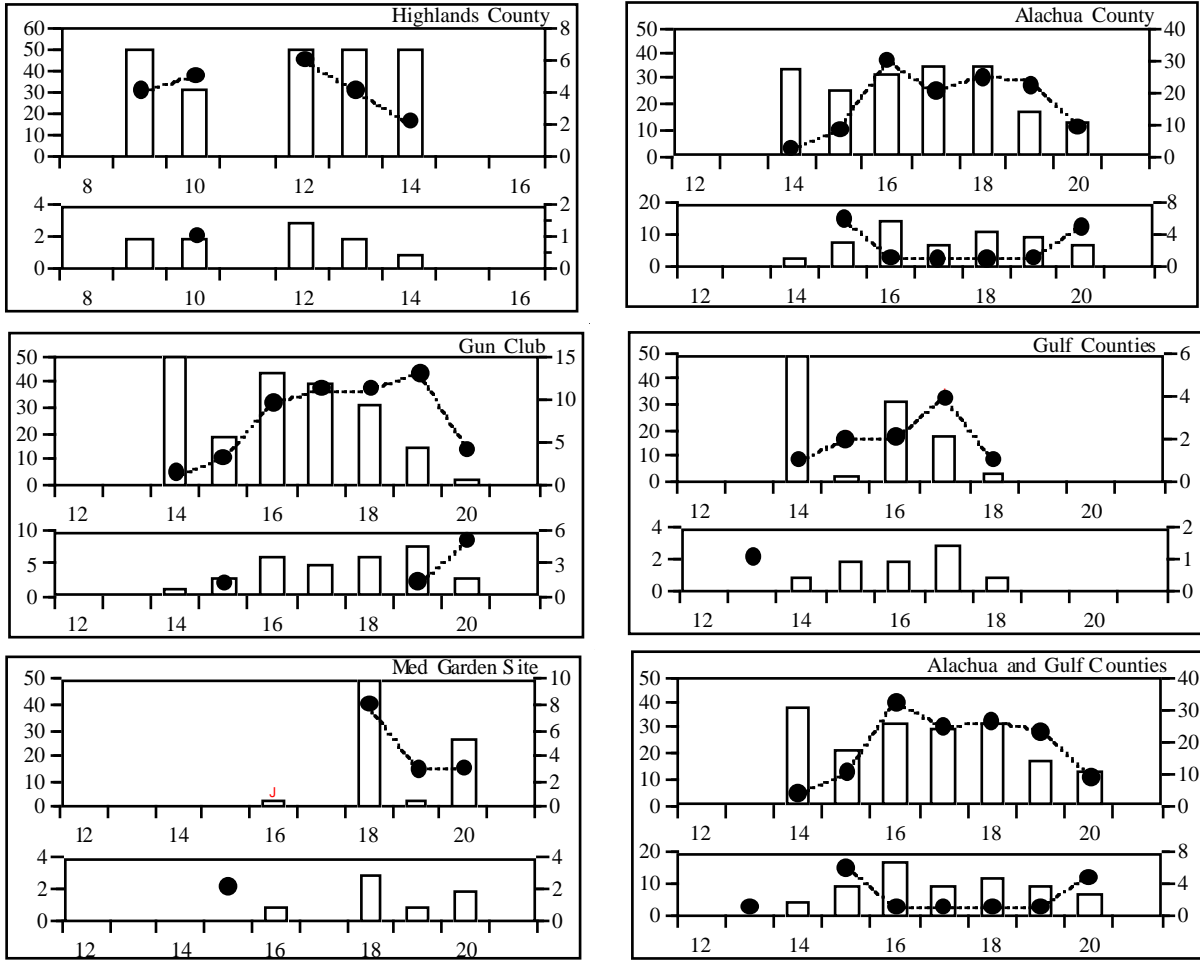 Highlands County
60 8
50
40 6
30 4
20
10 2
0 0
8 10 12 14 16
4 2
2 1
0 0
8 10 12 14 16
Alachua County
50 40
40 30
30
20 20
10 10
0 0
12 14 16 18 20
20 8
10 4
0 0
12 14 16 18 20
Gun Club
50 15
40 10
30
20 5
10
0 0
12 14 16 18 20
10 6
5 3
0 0
12 14 16 18 20
Gulf Counties
50 6
40 4
30
20 2
10
0 0
12 14 16 18 20
4 2
2 1
0 0
12 14 16 18 20
Med Garden Site
50 10
40 8
30 6
20 4
10 2
0 0
J
12 14 16 18 20
4 4
2 2
0 0
12 14 16 18 20
Alachua and Gulf Counties
50 40
40 30
30
20 20
10 10
0 0
12 14 16 18 20
20 8
10 4
0 0
12 14 16 18 20